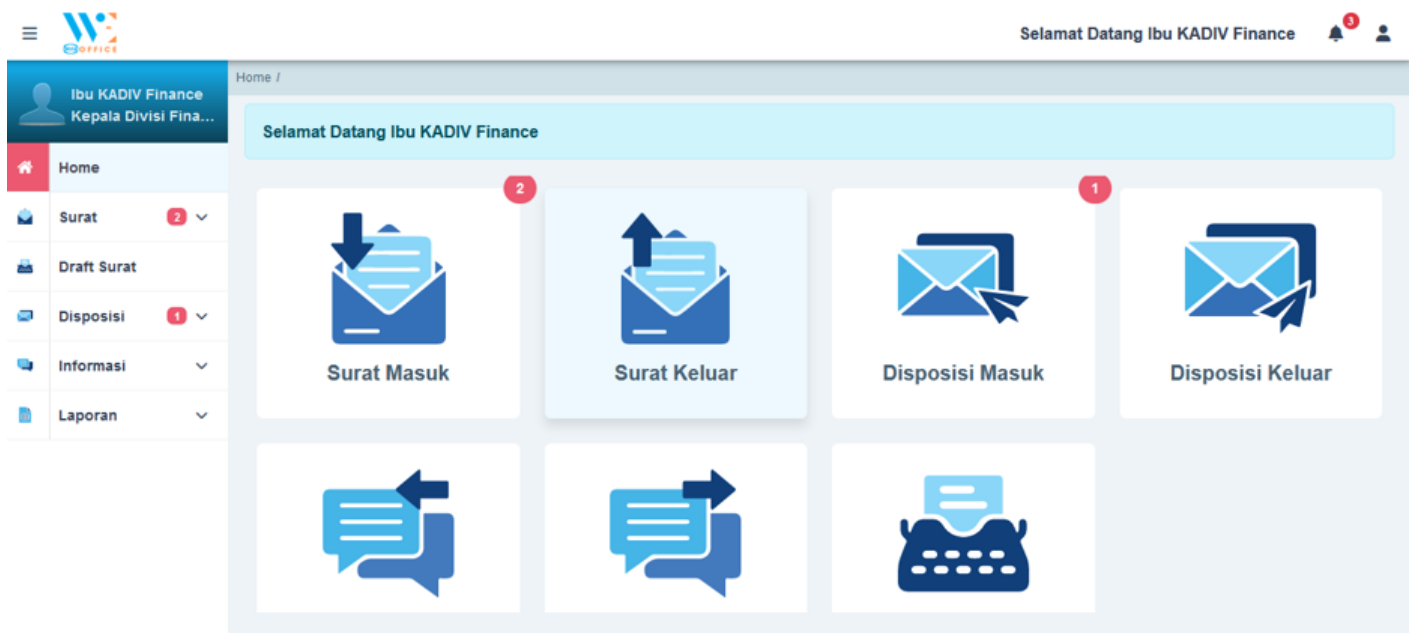 WE
OFFICE
Selamat Datang Ibu KADIV Finance
3
Ibu KADIV Finance
Kepala Divisi Fina...
Home /
Selamat Datang Ibu KADIV Finance
Home
Surat 2
Draft Surat
Disposisi 1
Informasi
Laporan
2
1
Surat Masuk
Surat Keluar
Disposisi Masuk
Disposisi Keluar